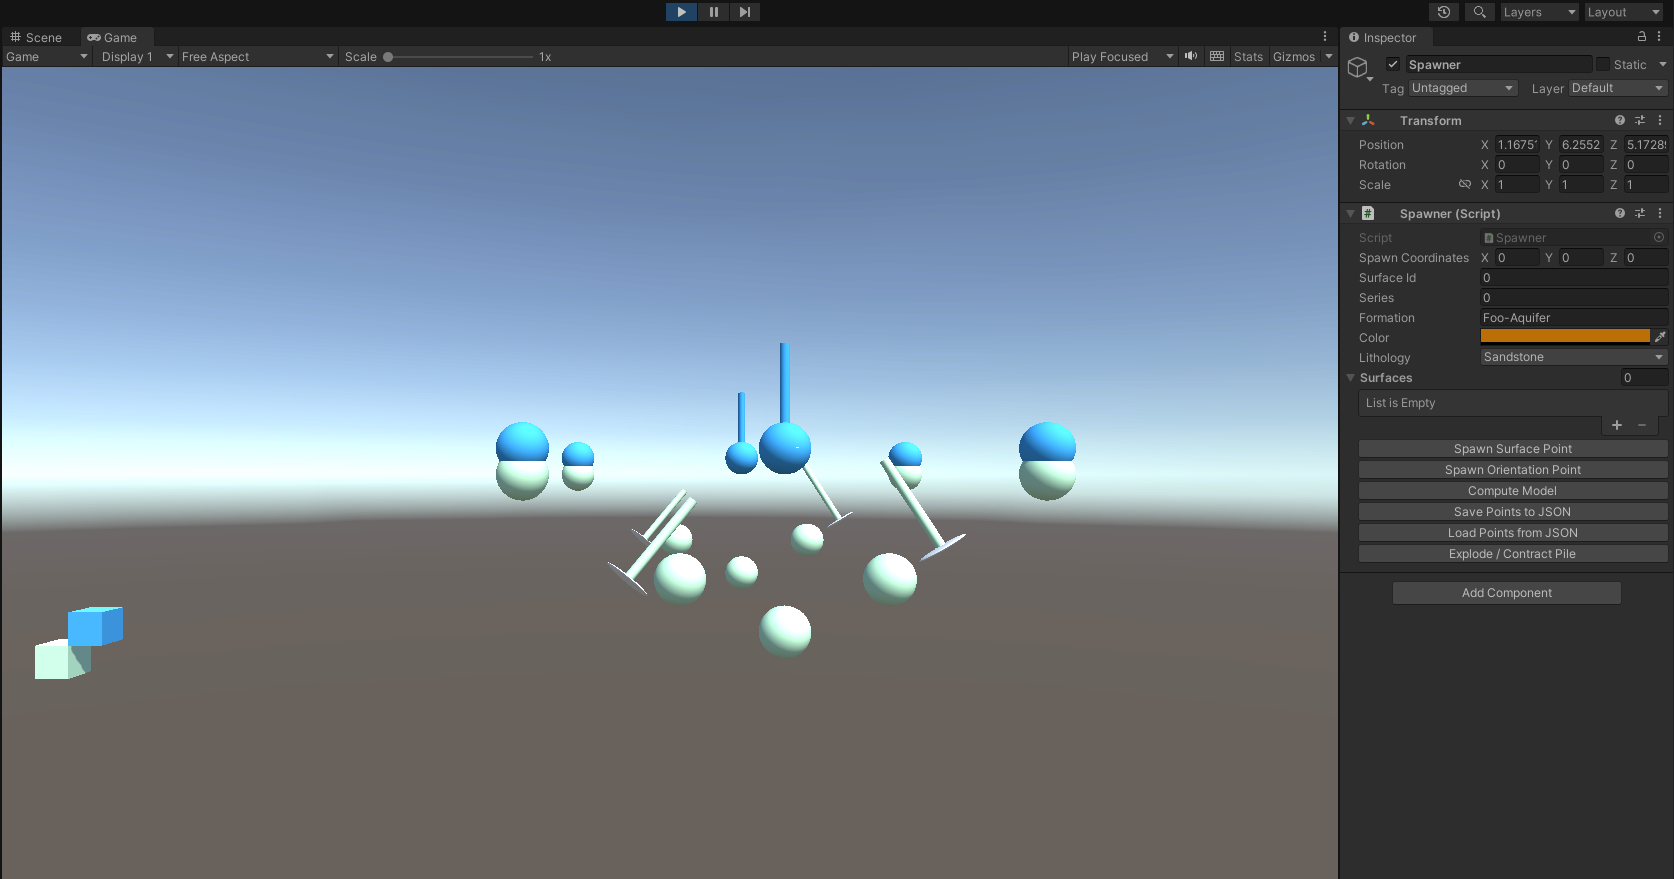 Layers Layout
Scene Game
Game Display 1 Free Aspect Scale 1x Play Focused Stats Gizmos
Inspector
Spawner Static
Tag Untagged Layer Default
Transform
Position X 1.1675 Y 6.2552 Z 5.1728
Rotation X 0 Y 0 Z 0
Scale X 1 Y 1 Z 1
# Spawner (Script)
Script Spawner
Spawn Coordinates X 0 Y 0 Z 0
Surface Id 0
Series 0
Formation Foo-Aquifer
Color
Lithology Sandstone
Surfaces 0
List is Empty
+ −
Spawn Surface Point
Spawn Orientation Point
Compute Model
Save Points to JSON
Load Points from JSON
Explode / Contract Pile
Add Component